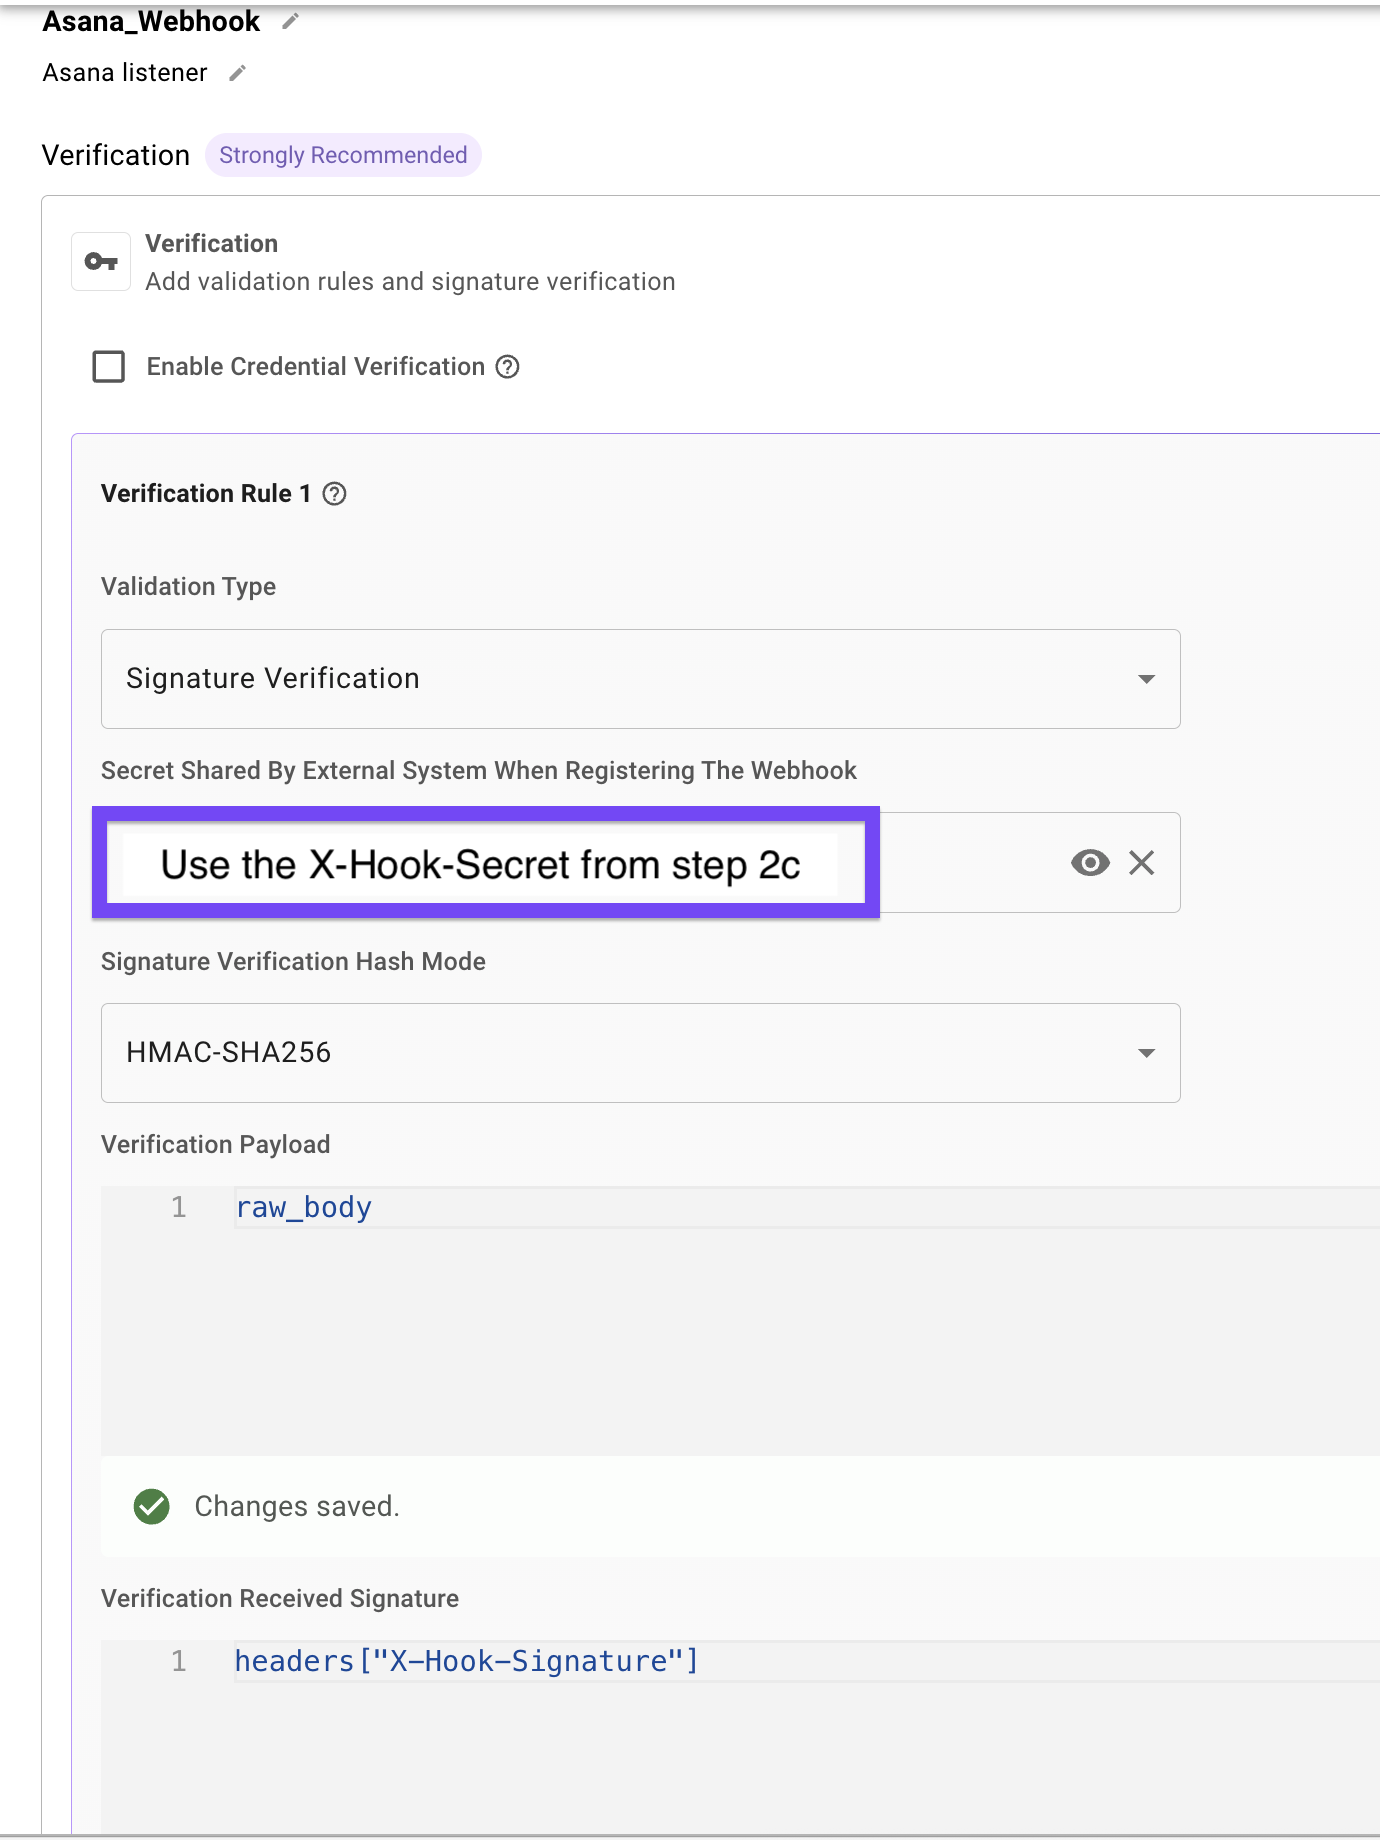 Asana_Webhook
Asana listener
Verification Strongly Recommended
Verification
Add validation rules and signature verification
Enable Credential Verification
Verification Rule 1
Validation Type
Signature Verification
Secret Shared By External System When Registering The Webhook
Use the X-Hook-Secret from step 2c
Signature Verification Hash Mode
HMAC-SHA256
Verification Payload
1 raw_body
Changes saved.
Verification Received Signature
1 headers["X-Hook-Signature"]